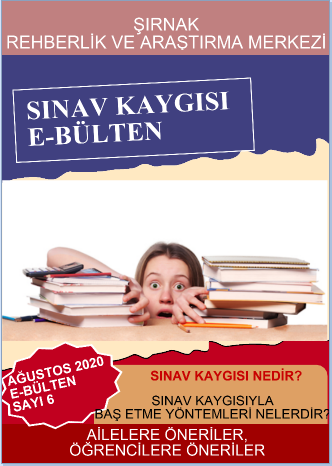 ŞIRNAK
REHBERLİK VE ARAŞTIRMA MERKEZİ
SINAV KAYGISI
E-BÜLTEN
AĞUSTOS 2020
E-BÜLTEN
SAYI 6
SINAV KAYGISI NEDİR?
SINAV KAYGISIYLA
BAŞ ETME YÖNTEMLERİ NELERDİR?
AİLELERE ÖNERİLER,
ÖĞRENCİLERE ÖNERİLER